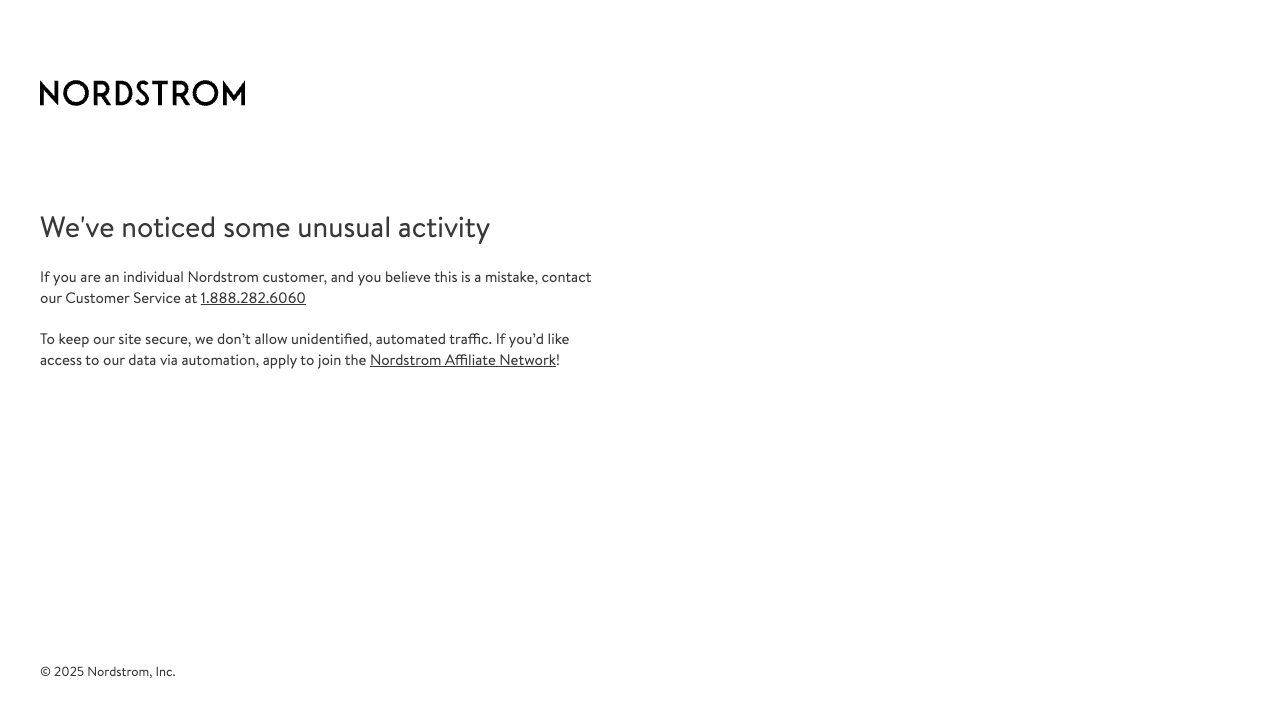 NORDSTROM
We've noticed some unusual activity
If you are an individual Nordstrom customer, and you believe this is a mistake, contact
our Customer Service at 1.888.282.6060
To keep our site secure, we don’t allow unidentified, automated traffic. If you’d like
access to our data via automation, apply to join the Nordstrom Affiliate Network!
© 2025 Nordstrom, Inc.